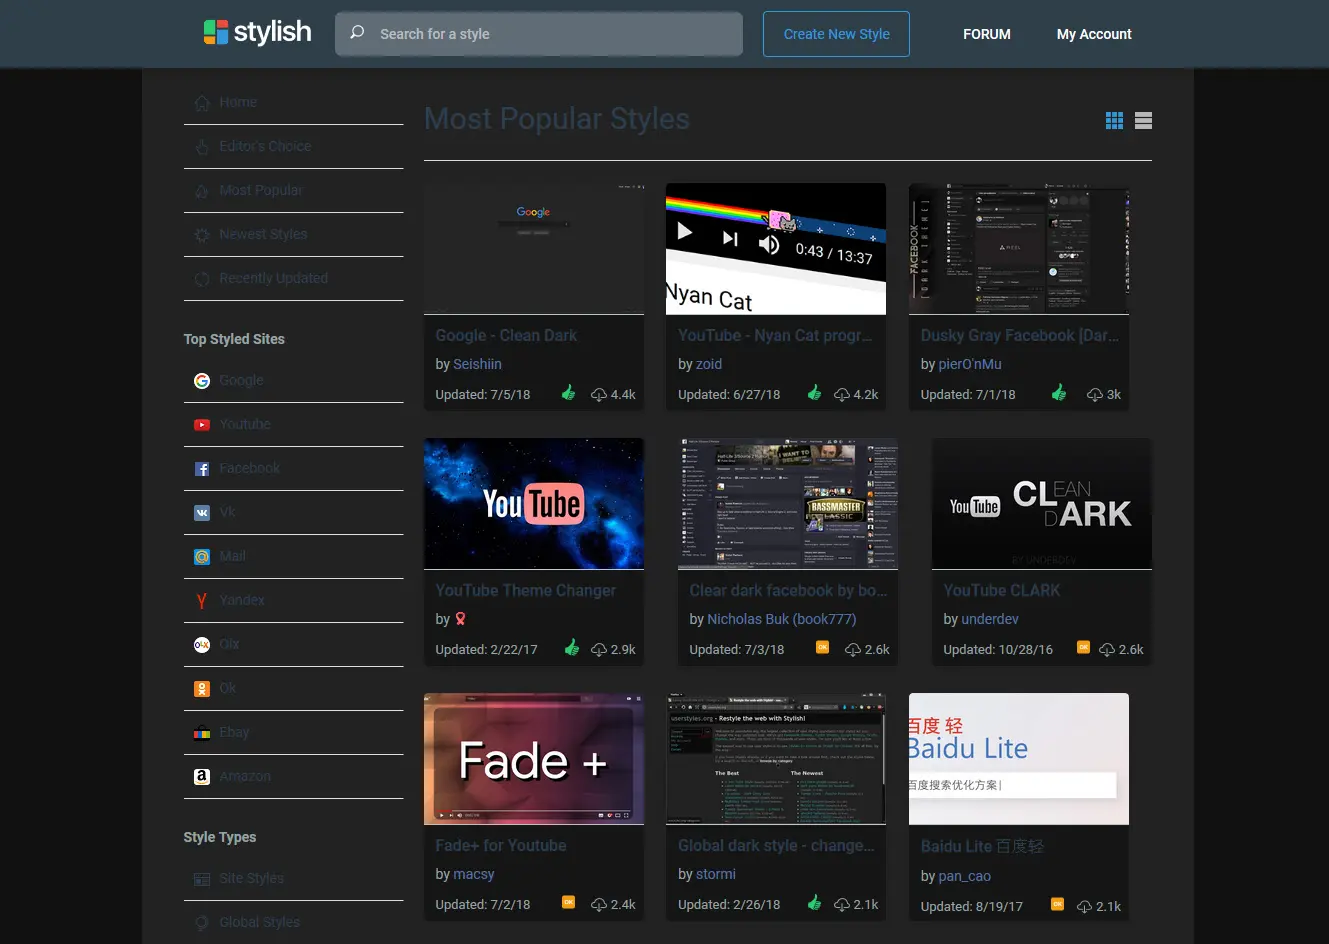 stylish
Search for a style
Create New Style
FORUM
My Account
Home
Editor's Choice
Most Popular
Newest Styles
Recently Updated
Top Styled Sites
Google
Youtube
Facebook
Vk
Mail
Yandex
Olx
Ok
Ebay
Amazon
Style Types
Site Styles
Global Styles
Most Popular Styles
Google
Google - Clean Dark
by Seishiin
Updated: 7/5/18 4.4k
0:43 / 13:37
Nyan Cat
YouTube - Nyan Cat progr...
by zoid
Updated: 6/27/18 4.2k
FACEBOOK
Dusky Gray Facebook [Dar...
by pierO'nMu
Updated: 7/1/18 3k
YouTube
YouTube Theme Changer
by
Updated: 2/22/17 2.9k
I WANT TO
BASSMASTER
CLASSIC
Clear dark facebook by bo...
by Nicholas Buk (book777)
Updated: 7/3/18 OK 2.6k
YouTube CLEAN
DARK
BY UNDERDEV
YouTube CLARK
by underdev
Updated: 10/28/16 OK 2.6k
Fade +
Fade+ for Youtube
by macsy
Updated: 7/2/18 OK 2.4k
userstyles.org - Restyle the web with Stylish!
The Best The Newest
Global dark style - change...
by stormi
Updated: 2/26/18 2.1k
百度 轻
Baidu Lite
百度搜索优化方案|
Baidu Lite 百度轻
by pan_cao
Updated: 8/19/17 OK 2.1k